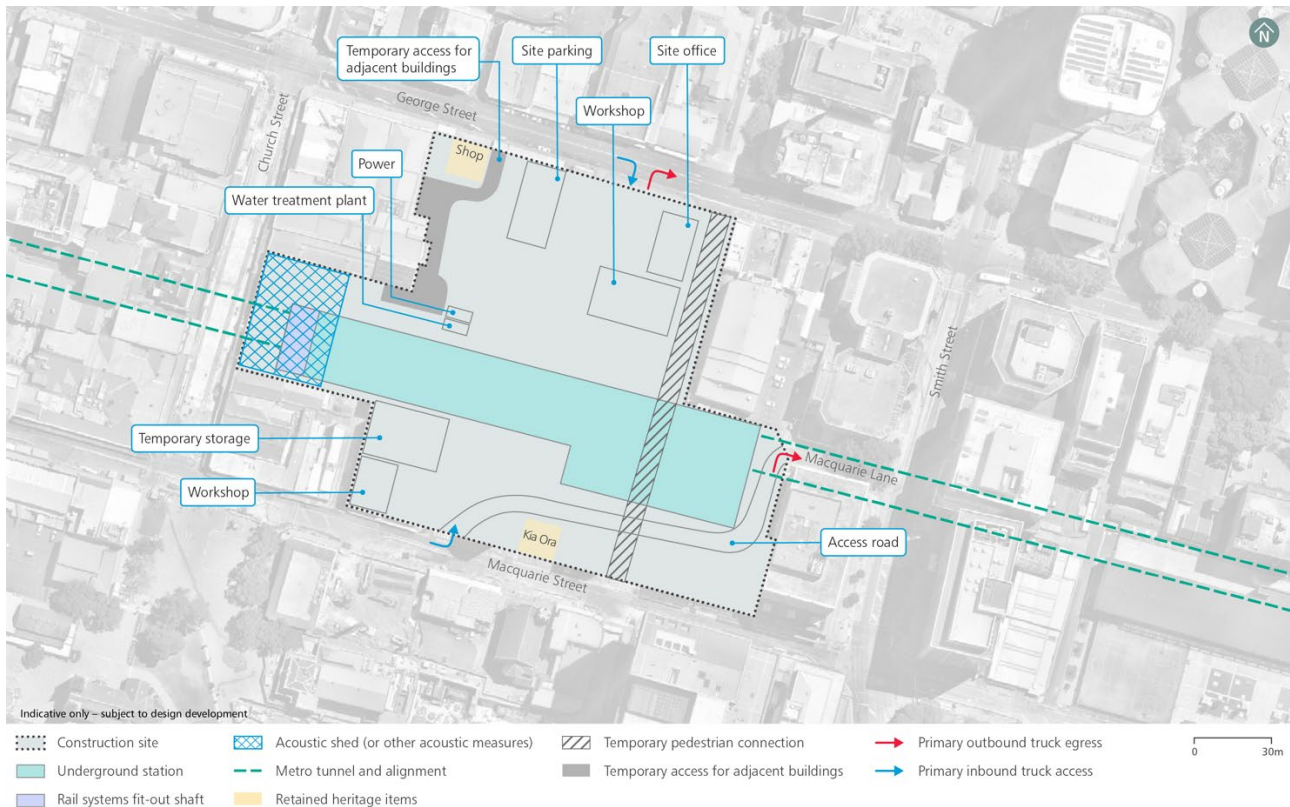 N
Temporary access for
adjacent buildings
Site parking
Site office
George Street
Workshop
Church Street
Shop
Power
Water treatment plant
Smith Street
Temporary storage
Macquarie Lane
Workshop
Kia Ora
Access road
Macquarie Street
Indicative only – subject to design development
Construction site
Acoustic shed (or other acoustic measures)
Temporary pedestrian connection
Primary outbound truck egress
0 30m
Underground station
Metro tunnel and alignment
Temporary access for adjacent buildings
Primary inbound truck access
Rail systems fit-out shaft
Retained heritage items